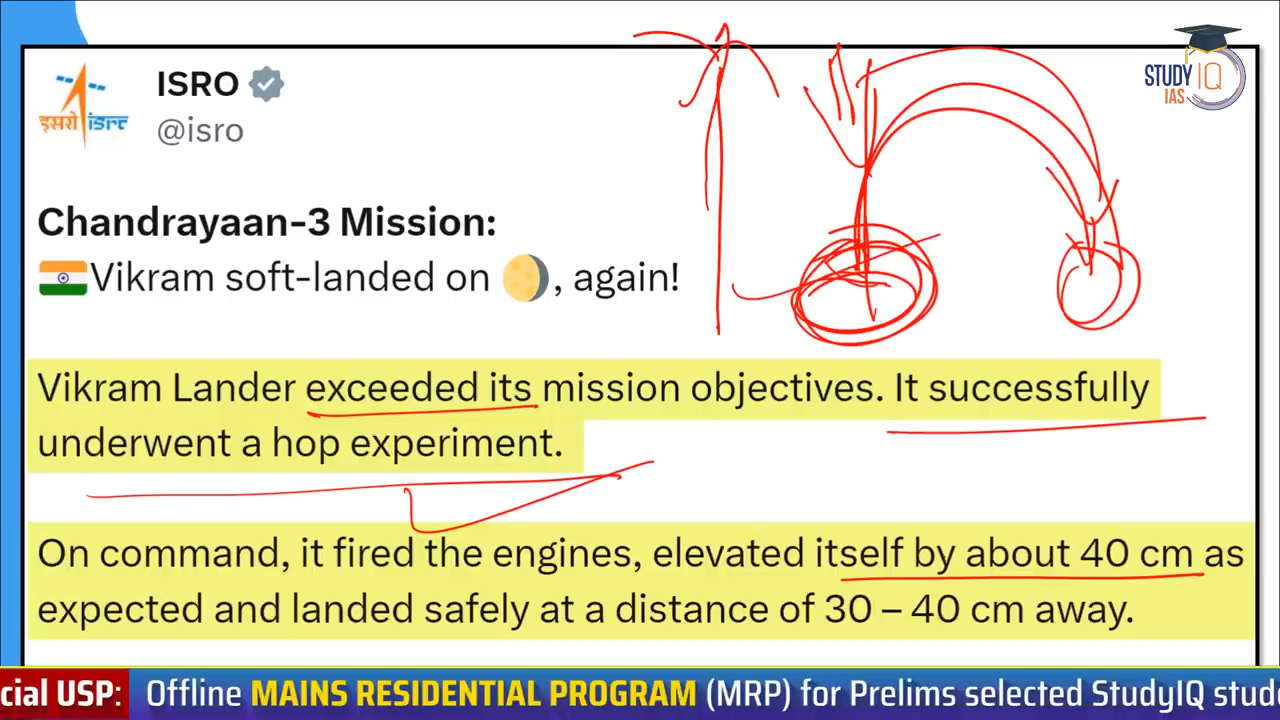 STUDY IQ
IAS
इसरो isro
ISRO
@isro
Chandrayaan-3 Mission:
🇮🇳Vikram soft-landed on 🌖, again!
Vikram Lander exceeded its mission objectives. It successfully
underwent a hop experiment.
On command, it fired the engines, elevated itself by about 40 cm as
expected and landed safely at a distance of 30 – 40 cm away.
cial USP: Offline MAINS RESIDENTIAL PROGRAM (MRP) for Prelims selected StudyIQ stud